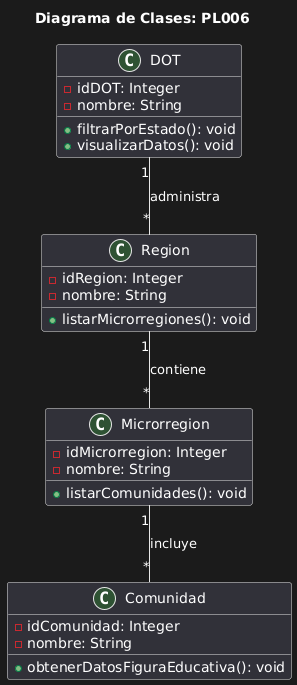 Diagrama de Clases: PL006
C DOT
idDOT: Integer
nombre: String
filtrarPorEstado(): void
visualizarDatos(): void
1
administra
*
C Region
idRegion: Integer
nombre: String
listarMicrorregiones(): void
1
contiene
*
C Microrregion
idMicrorregion: Integer
nombre: String
listarComunidades(): void
1
incluye
*
C Comunidad
idComunidad: Integer
nombre: String
obtenerDatosFiguraEducativa(): void